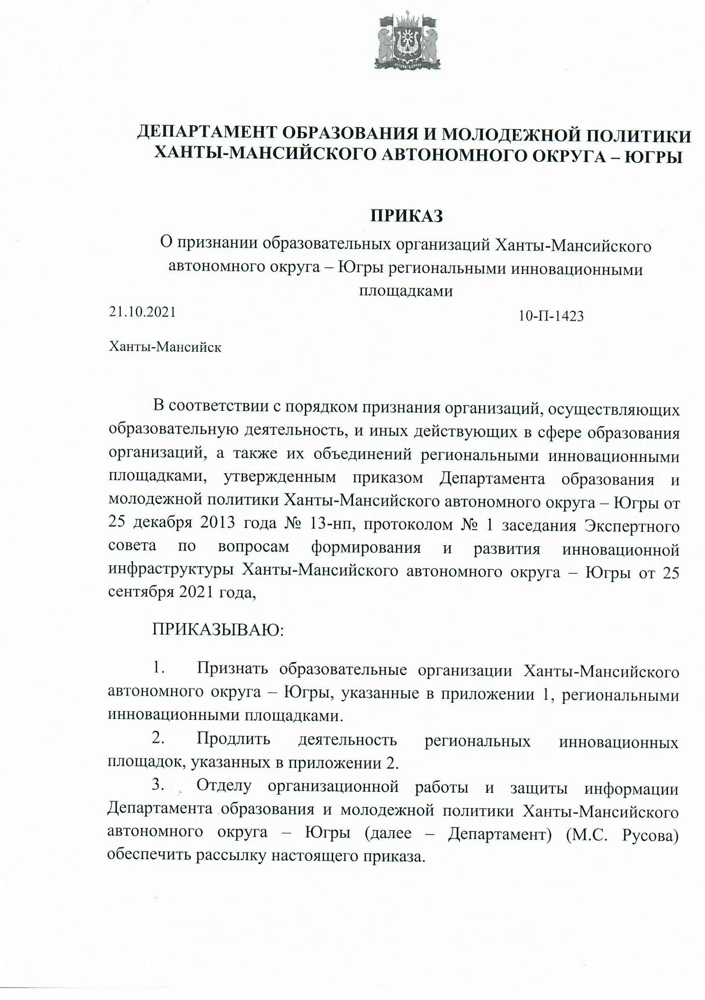 ДЕПАРТАМЕНТ ОБРАЗОВАНИЯ И МОЛОДЕЖНОЙ ПОЛИТИКИ
ХАНТЫ-МАНСИЙСКОГО АВТОНОМНОГО ОКРУГА – ЮГРЫ
ПРИКАЗ
О признании образовательных организаций Ханты-Мансийского
автономного округа – Югры региональными инновационными
площадками
21.10.2021 10-П-1423
Ханты-Мансийск
В соответствии с порядком признания организаций, осуществляющих
образовательную деятельность, и иных действующих в сфере образования
организаций, а также их объединений региональными инновационными
площадками, утвержденным приказом Департамента образования и
молодежной политики Ханты-Мансийского автономного округа – Югры от
25 декабря 2013 года № 13-нп, протоколом № 1 заседания Экспертного
совета по вопросам формирования и развития инновационной
инфраструктуры Ханты-Мансийского автономного округа – Югры от 25
сентября 2021 года,
ПРИКАЗЫВАЮ:
1. Признать образовательные организации Ханты-Мансийского
автономного округа – Югры, указанные в приложении 1, региональными
инновационными площадками.
2. Продлить деятельность региональных инновационных
площадок, указанных в приложении 2.
3. Отделу организационной работы и защиты информации
Департамента образования и молодежной политики Ханты-Мансийского
автономного округа – Югры (далее – Департамент) (М.С. Русова)
обеспечить рассылку настоящего приказа.